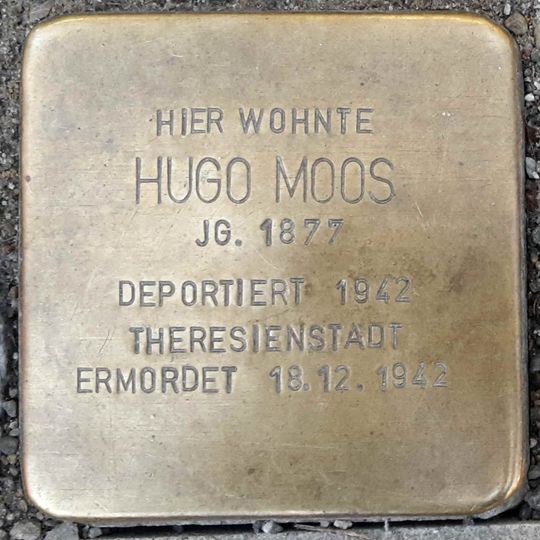 HIER WOHNTE
HUGO MOOS
JG. 1877
DEPORTIERT 1942
THERESIENSTADT
ERMORDET 18.12.1942